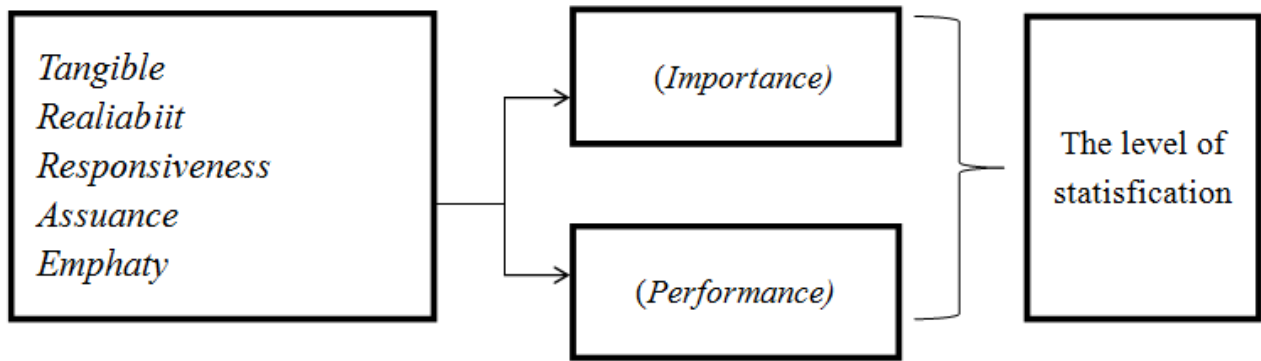 Tangible
Realiabiit
Responsiveness
Assuance
Emphaty
(Importance)
(Performance)
The level of
statisfication